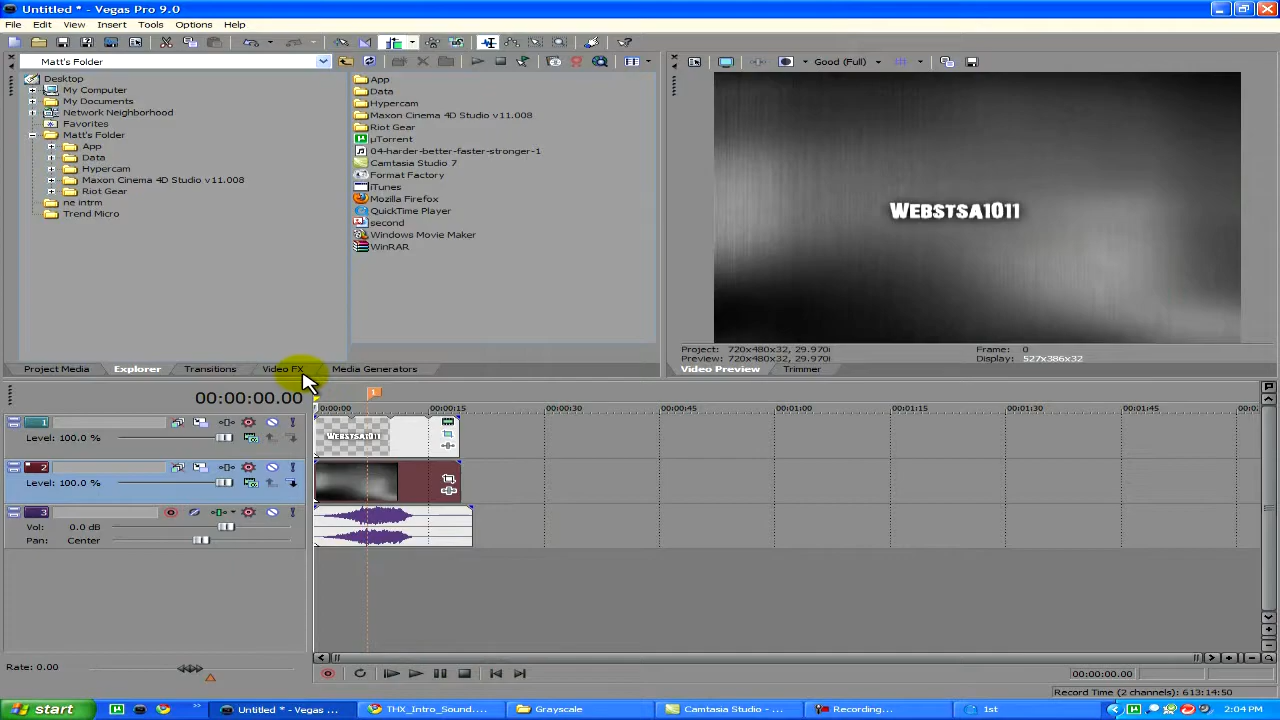 Untitled * - Vegas Pro 9.0
File Edit View Insert Tools Options Help
Matt's Folder
Good (Full)
Desktop
My Computer
My Documents
Network Neighborhood
Favorites
Matt's Folder
App
Data
Hypercam
Maxon Cinema 4D Studio v11.008
Riot Gear
ne intrm
Trend Micro
App
Data
Hypercam
Maxon Cinema 4D Studio v11.008
Riot Gear
µTorrent
04-harder-better-faster-stronger-1
Camtasia Studio 7
Format Factory
iTunes
Mozilla Firefox
QuickTime Player
second
Windows Movie Maker
WinRAR
Webstsa1011
Project: 720x480x32, 29.970i Frame: 0
Preview: 720x480x32, 29.970i Display: 527x386x32
Project Media Explorer Transitions Video FX Media Generators
Video Preview Trimmer
00:00:00.00
1
0:00:00 00:00:15 00:00:30 00:00:45 00:01:00 00:01:15 00:01:30 00:01:45
1
Level: 100.0 %
Webstsa1011
2
Level: 100.0 %
3
Vol: 0.0 dB
Pan: Center
Rate: 0.00
00:00:00.00
Record Time (2 channels): 613:14:50
start
Untitled * - Vegas ...
THX_Intro_Sound....
Grayscale
Camtasia Studio - ...
Recording...
1st
2:04 PM